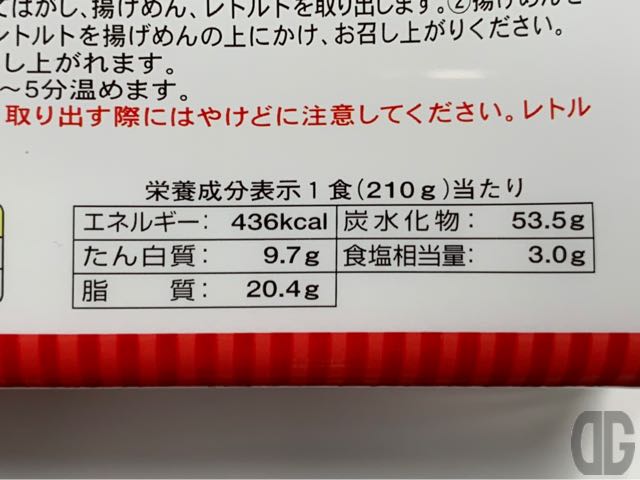 てはがし、揚げめん、レトルトを取り出します。②揚げめんを
ントルトを揚げめんの上にかけ、お召し上がりください。
し上がれます。
～5分温めます。
取り出す際にはやけどに注意してください。レトル
栄養成分表示1食(210g)当たり
エネルギー: 436kcal 炭水化物: 53.5g
たん白質: 9.7g 食塩相当量: 3.0g
脂 質: 20.4g
DG